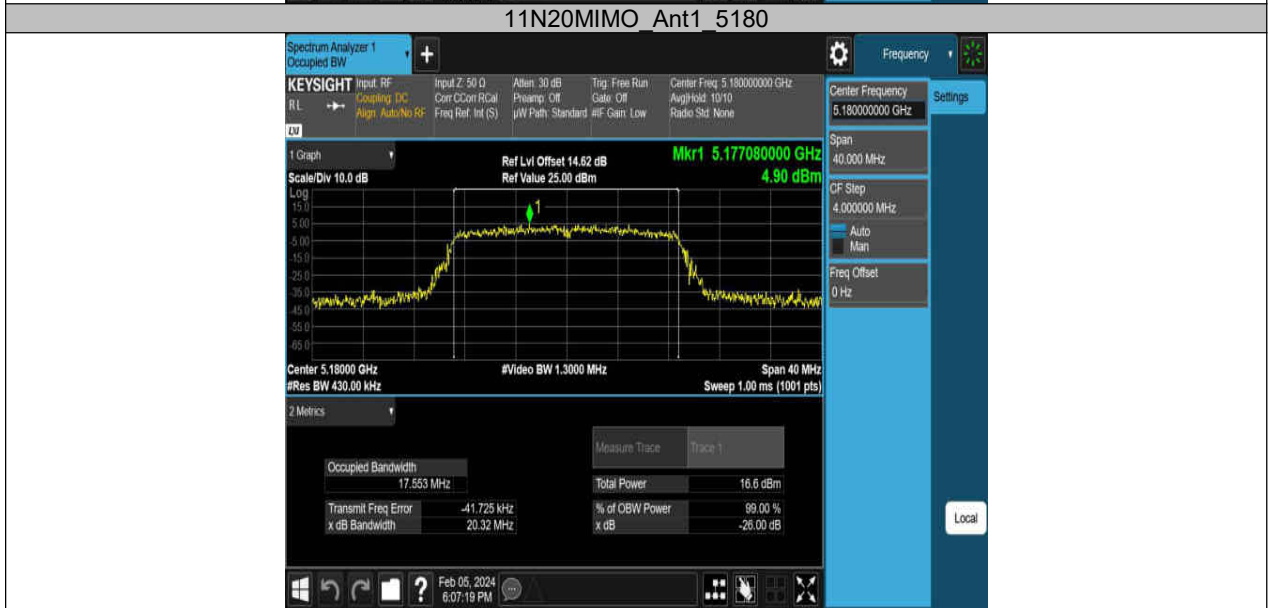 11N20MIMO_Ant1_5180
Spectrum Analyzer 1
Occupied BW
+
Frequency
KEYSIGHT
RL
LXI
Input: RF
Coupling: DC
Align: Auto/No RF
Input Z: 50 Ω
Corr CCorr RCal
Freq Ref: Int (S)
Atten: 30 dB
Preamp: Off
µW Path: Standard
Trig: Free Run
Gate: Off
#IF Gain: Low
Center Freq: 5.180000000 GHz
Avg|Hold: 10/10
Radio Std: None
Center Frequency
5.180000000 GHz
Settings
Span
40.000 MHz
CF Step
4.000000 MHz
Auto
Man
Freq Offset
0 Hz
1 Graph
Scale/Div 10.0 dB
Ref Lvl Offset 14.62 dB
Ref Value 25.00 dBm
Mkr1 5.177080000 GHz
4.90 dBm
Log
15.0
5.00
-5.00
-15.0
-25.0
-35.0
-45.0
-55.0
-65.0
1
Center 5.18000 GHz
#Video BW 1.3000 MHz
Span 40 MHz
#Res BW 430.00 kHz
Sweep 1.00 ms (1001 pts)
2 Metrics
Measure Trace
Trace 1
Occupied Bandwidth
17.553 MHz
Total Power
16.6 dBm
Transmit Freq Error
-41.725 kHz
% of OBW Power
99.00 %
x dB Bandwidth
20.32 MHz
x dB
-26.00 dB
Local
?
Feb 05, 2024
6:07:19 PM